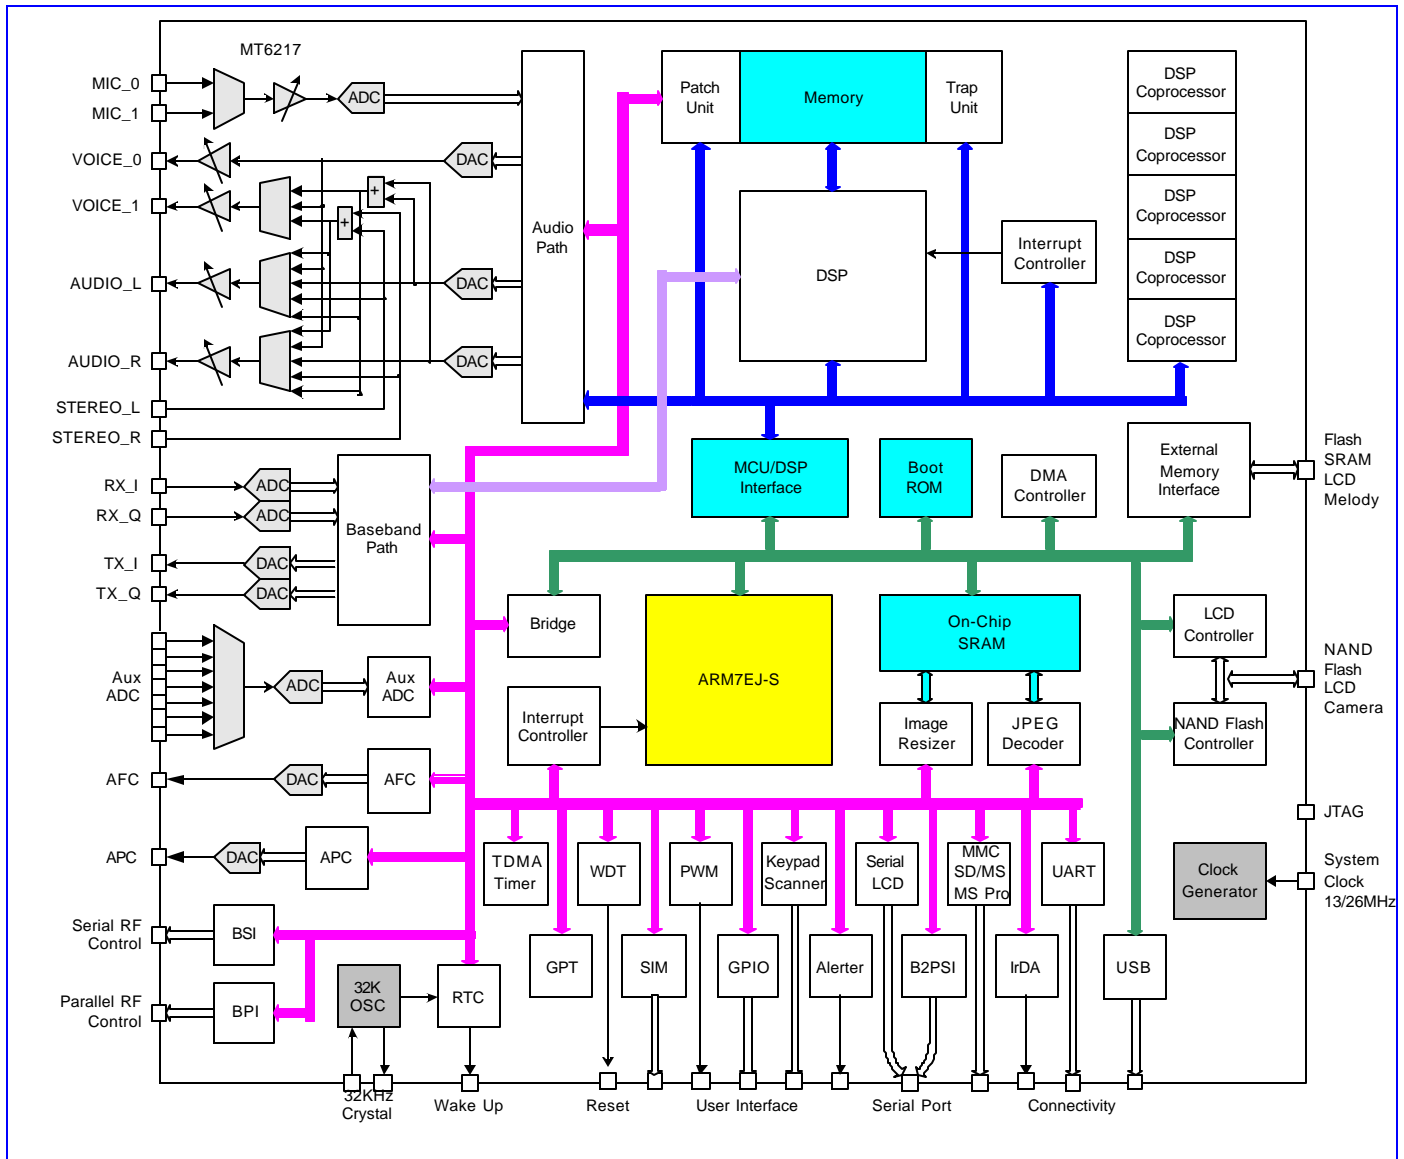 MT6217
MIC_0
MIC_1
VOICE_0
VOICE_1
AUDIO_L
AUDIO_R
STEREO_L
STEREO_R
RX_I
RX_Q
TX_I
TX_Q
Aux
ADC
AFC
APC
Serial RF
Control
Parallel RF
Control
ADC
DAC
+
+
DAC
DAC
Audio
Path
Patch
Unit
Memory
Trap
Unit
DSP
Coprocessor
DSP
Coprocessor
DSP
Coprocessor
DSP
Coprocessor
DSP
Coprocessor
DSP
Interrupt
Controller
ADC
ADC
DAC
DAC
Baseband
Path
MCU/DSP
Interface
Boot
ROM
DMA
Controller
External
Memory
Interface
Flash
SRAM
LCD
Melody
Bridge
ARM7EJ-S
On-Chip
SRAM
LCD
Controller
NAND
Flash
LCD
Camera
ADC
Aux
ADC
Interrupt
Controller
Image
Resizer
JPEG
Decoder
NAND Flash
Controller
DAC
AFC
JTAG
DAC
APC
TDMA
Timer
WDT
PWM
Keypad
Scanner
Serial
LCD
MMC
SD/MS
MS Pro
UART
Clock
Generator
System
Clock
13/26MHz
BSI
BPI
32K
OSC
RTC
GPT
SIM
GPIO
Alerter
B2PSI
IrDA
USB
32KHz
Crystal
Wake Up
Reset
User Interface
Serial Port
Connectivity